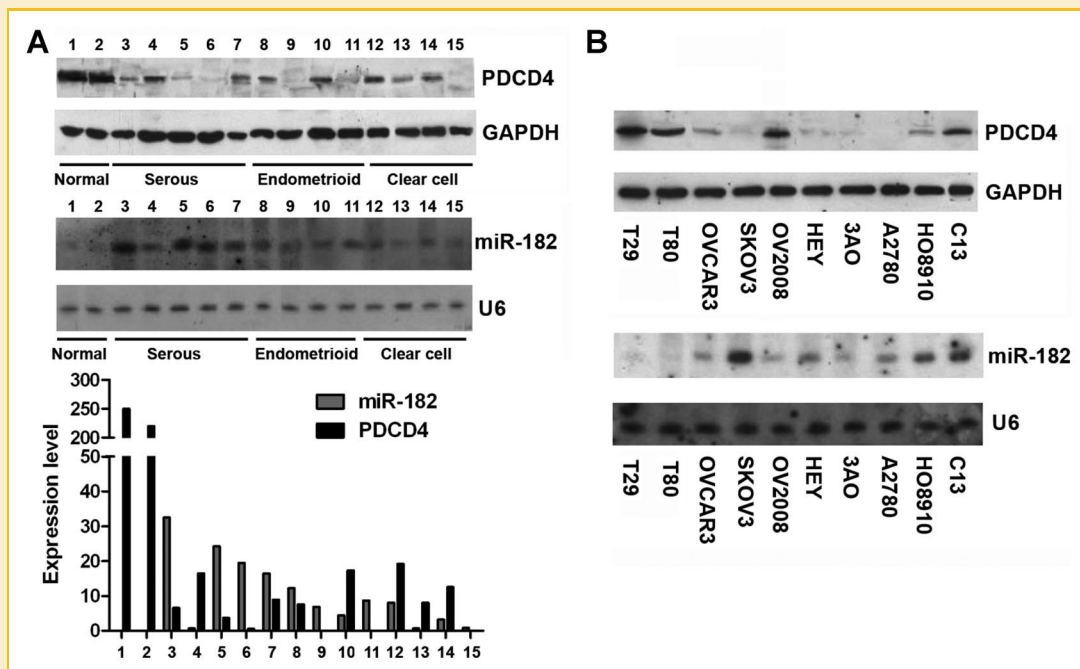 A
1 2 3 4 5 6 7 8 9 10 11 12 13 14 15
PDCD4
GAPDH
Normal Serous Endometrioid Clear cell
1 2 3 4 5 6 7 8 9 10 11 12 13 14 15
miR-182
U6
Normal Serous Endometrioid Clear cell
300
250
200
50
40
30
20
10
0
Expression level
miR-182
PDCD4
1 2 3 4 5 6 7 8 9 10 11 12 13 14 15
B
PDCD4
GAPDH
T29 T80 OVCAR3 SKOV3 OV2008 HEY 3AO A2780 HO8910 C13
miR-182
U6
T29 T80 OVCAR3 SKOV3 OV2008 HEY 3AO A2780 HO8910 C13